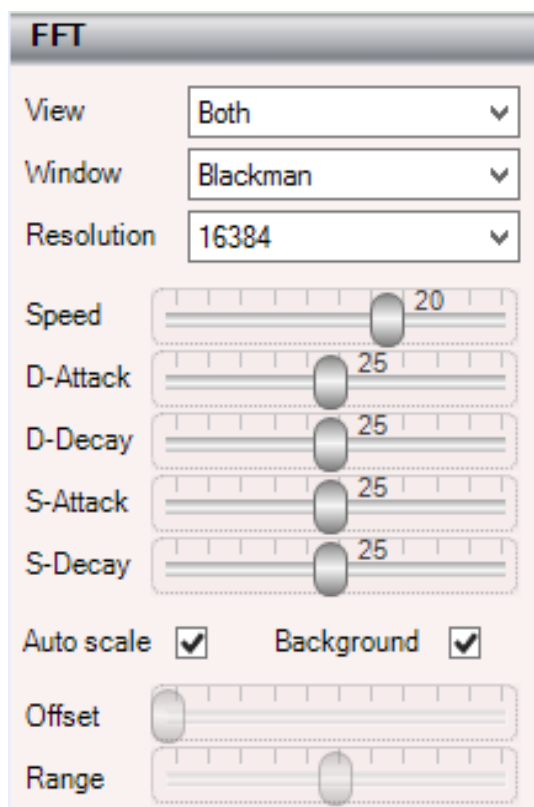 FFT
View Both
Window Blackman
Resolution 16384
Speed 20
D-Attack 25
D-Decay 25
S-Attack 25
S-Decay 25
Auto scale Background
Offset
Range